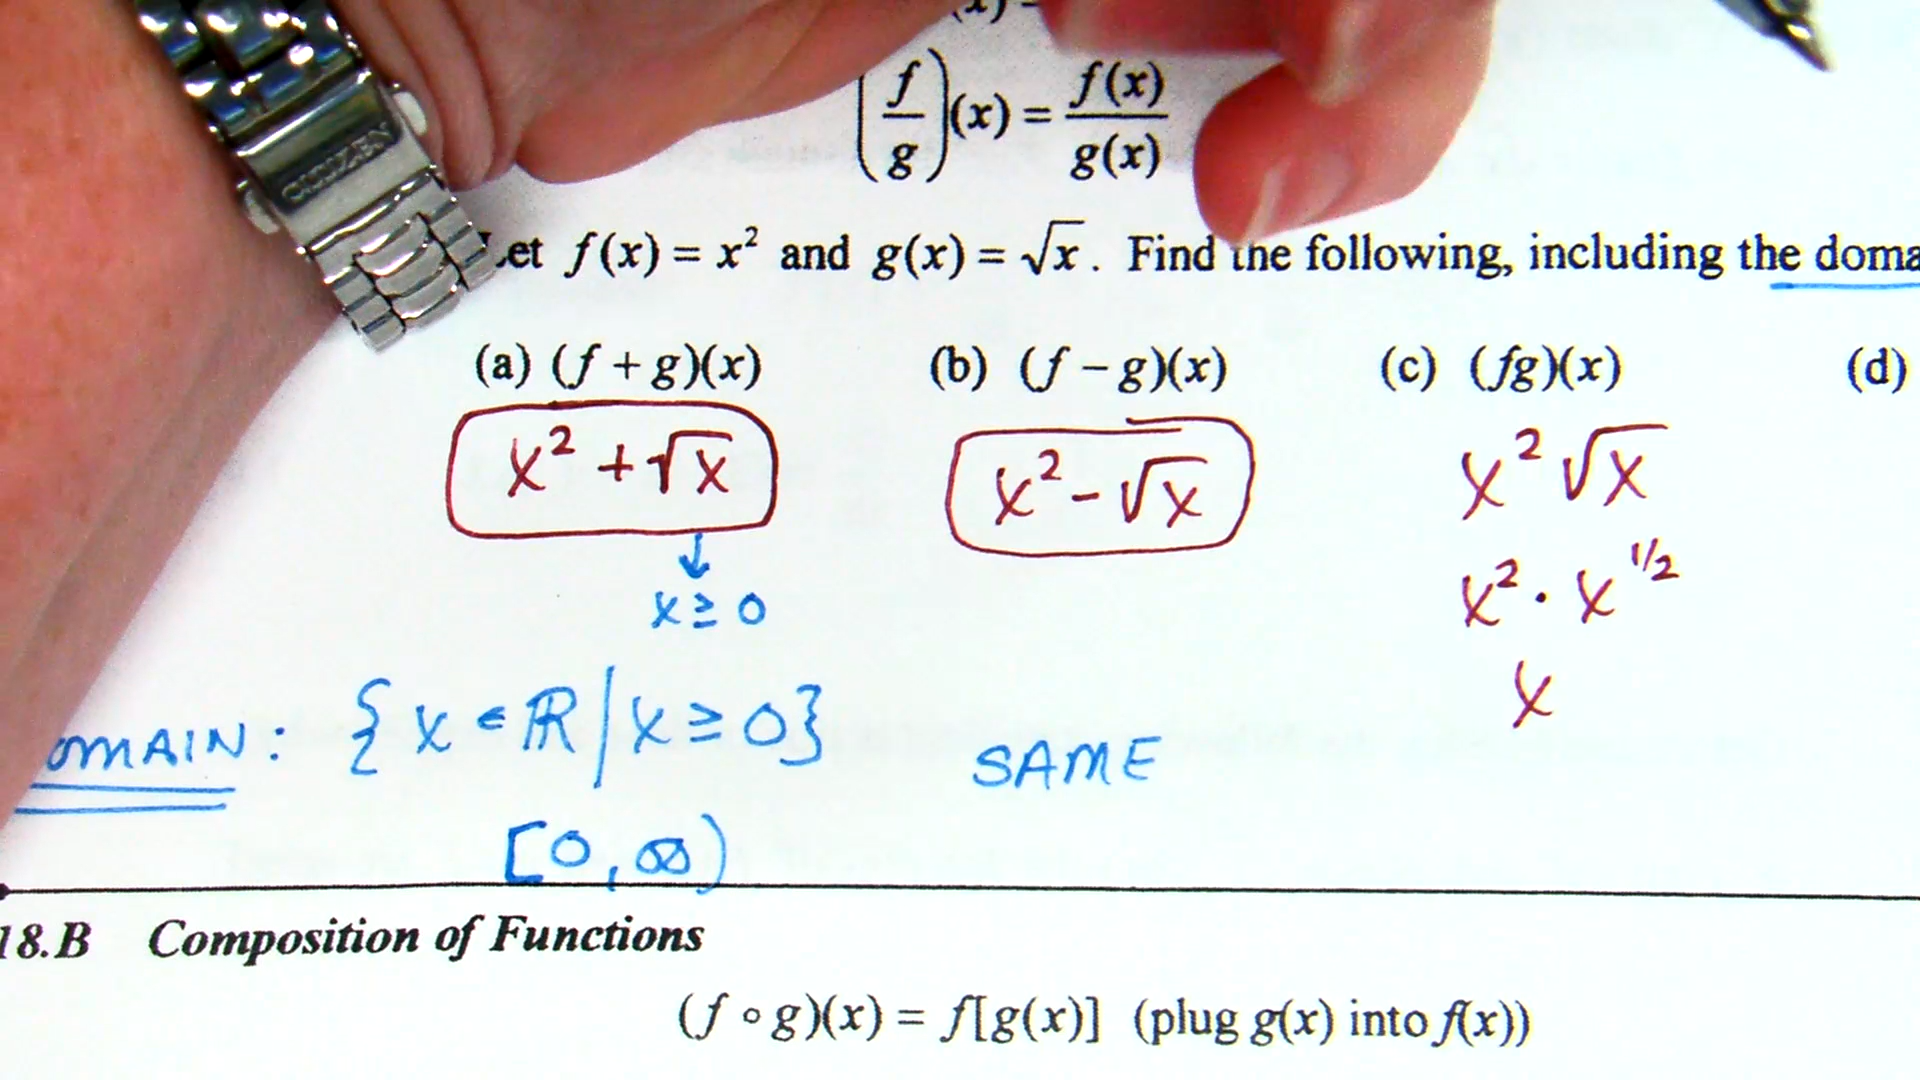 (x)
(f/g)(x) = f(x)/g(x)
Let f(x) = x² and g(x) = √x. Find the following, including the doma
(a) (f + g)(x) (b) (f − g)(x) (c) (fg)(x) (d)
x² + √x x² - √x x² √x
x ≥ 0 x² · x^1/2
x
OMAIN: {x ∈ ℝ | x ≥ 0} SAME
[0, ∞)
18.B Composition of Functions
(f ∘ g)(x) = f[g(x)] (plug g(x) into f(x))
CITIZEN